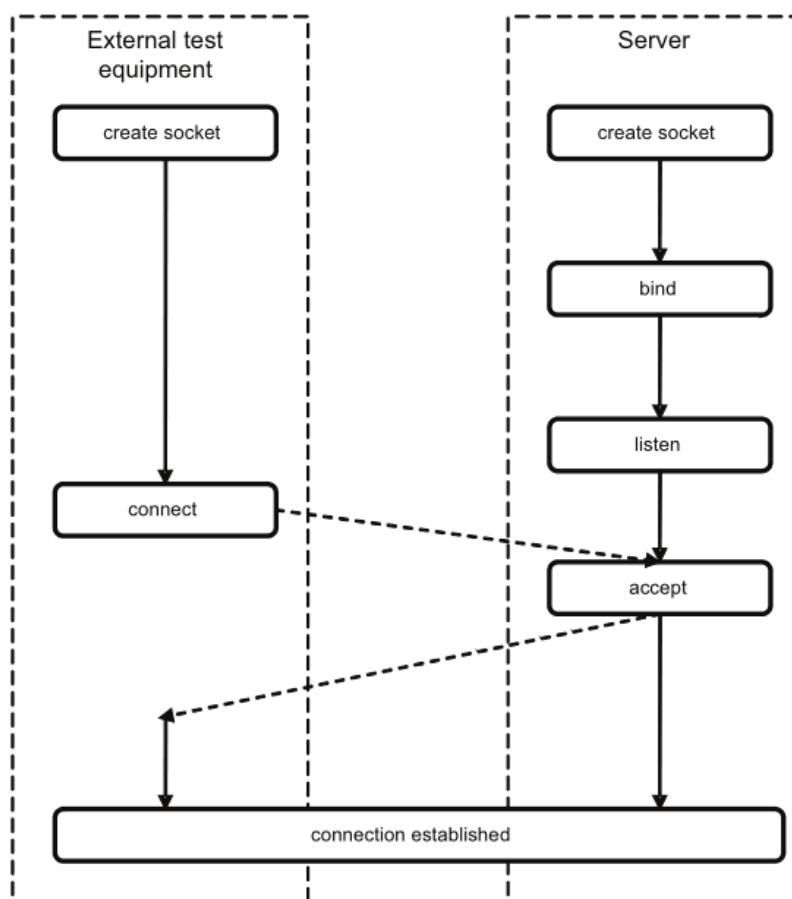 External test
equipment
Server
create socket
create socket
bind
listen
connect
accept
connection established